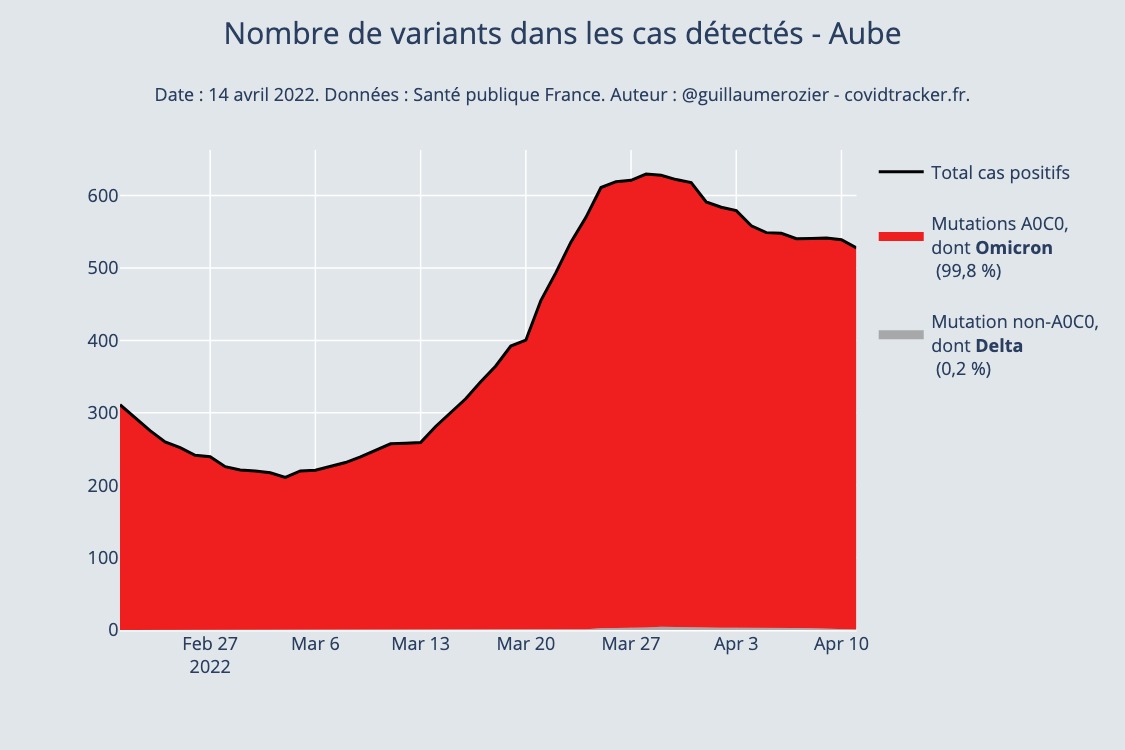 Nombre de variants dans les cas détectés - Aube
Date : 14 avril 2022. Données : Santé publique France. Auteur : @guillaumerozier - covidtracker.fr.
Total cas positifs
Mutations A0C0,
dont Omicron
(99,8 %)
Mutation non-A0C0,
dont Delta
(0,2 %)
600
500
400
300
200
100
0
Feb 27
2022
Mar 6
Mar 13
Mar 20
Mar 27
Apr 3
Apr 10